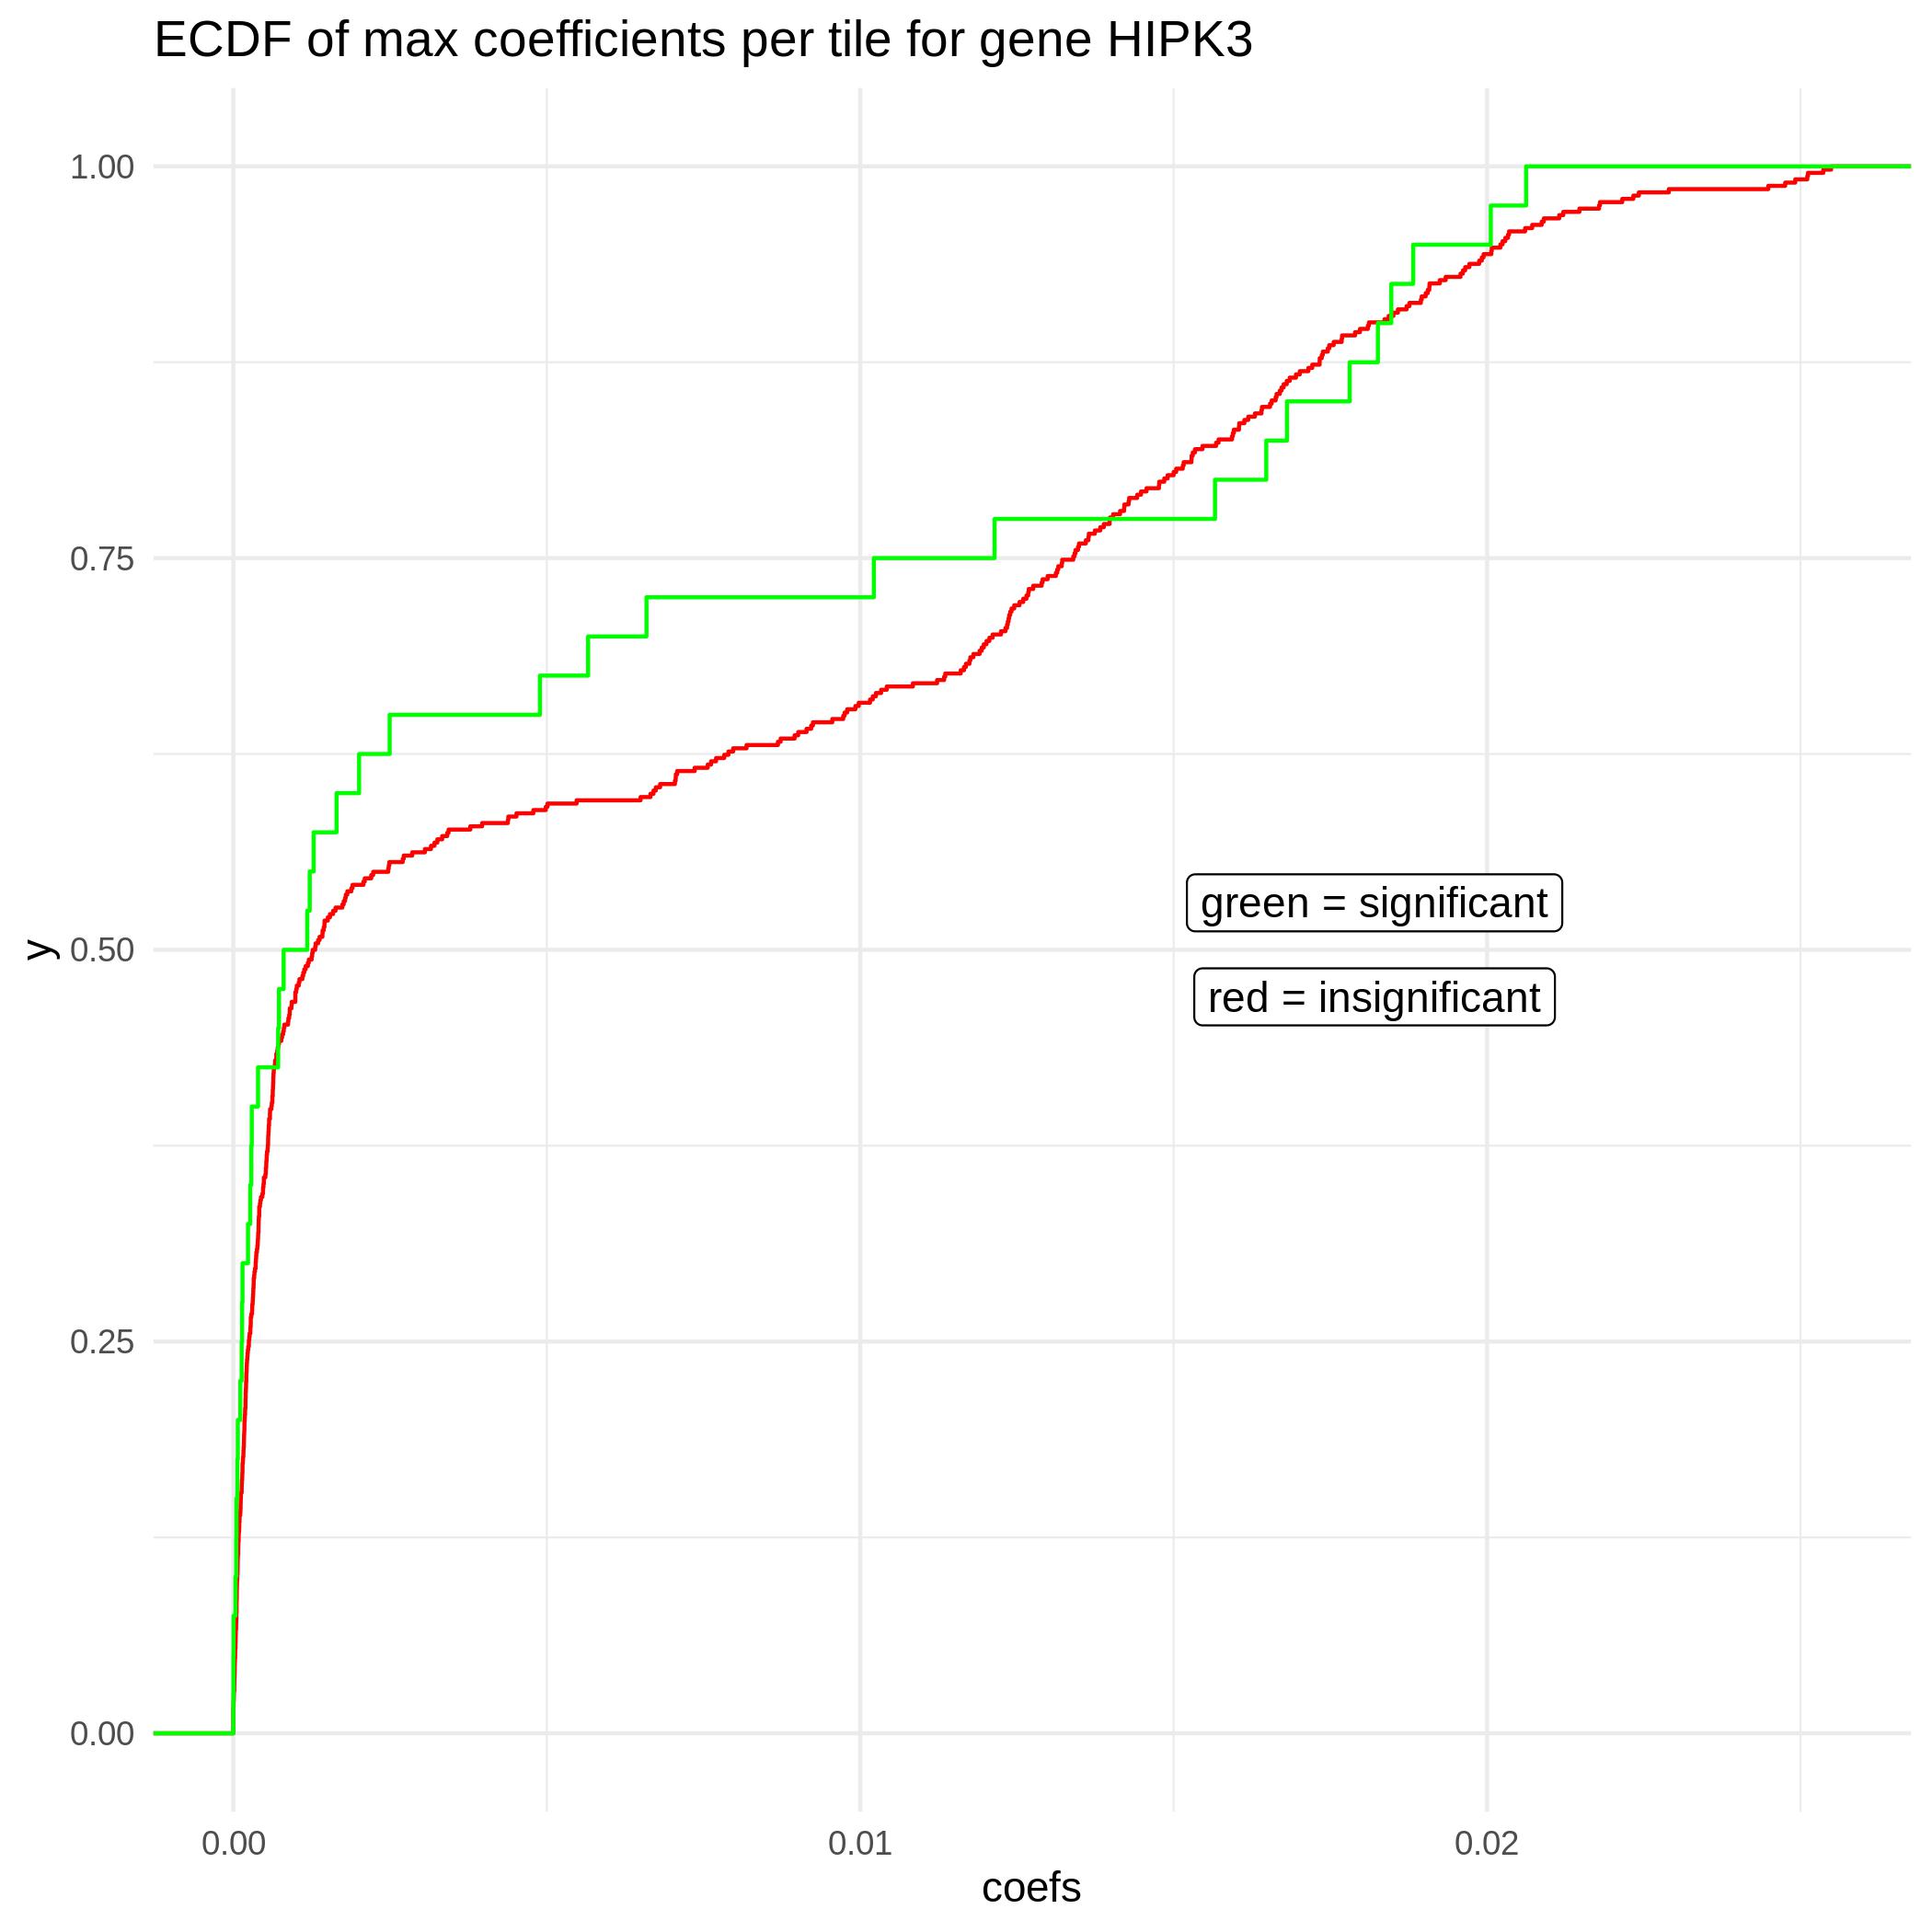 ECDF of max coefficients per tile for gene HIPK3
1.00
0.75
0.50
0.25
0.00
y
green = significant
red = insignificant
0.00 0.01 0.02
coefs